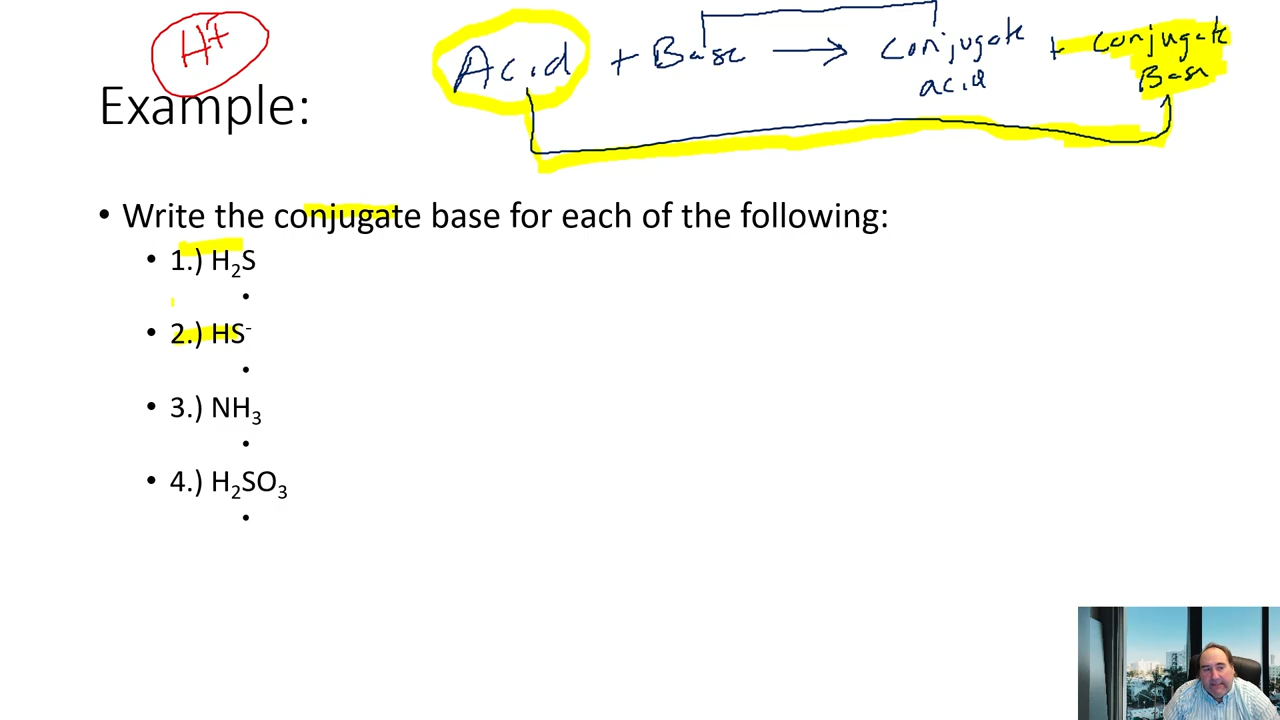 H+
Acid + Base → Conjugate acid + Conjugate Base
Example:
• Write the conjugate base for each of the following:
• 1.) H₂S
•
• 2.) HS⁻
•
• 3.) NH₃
•
• 4.) H₂SO₃
•